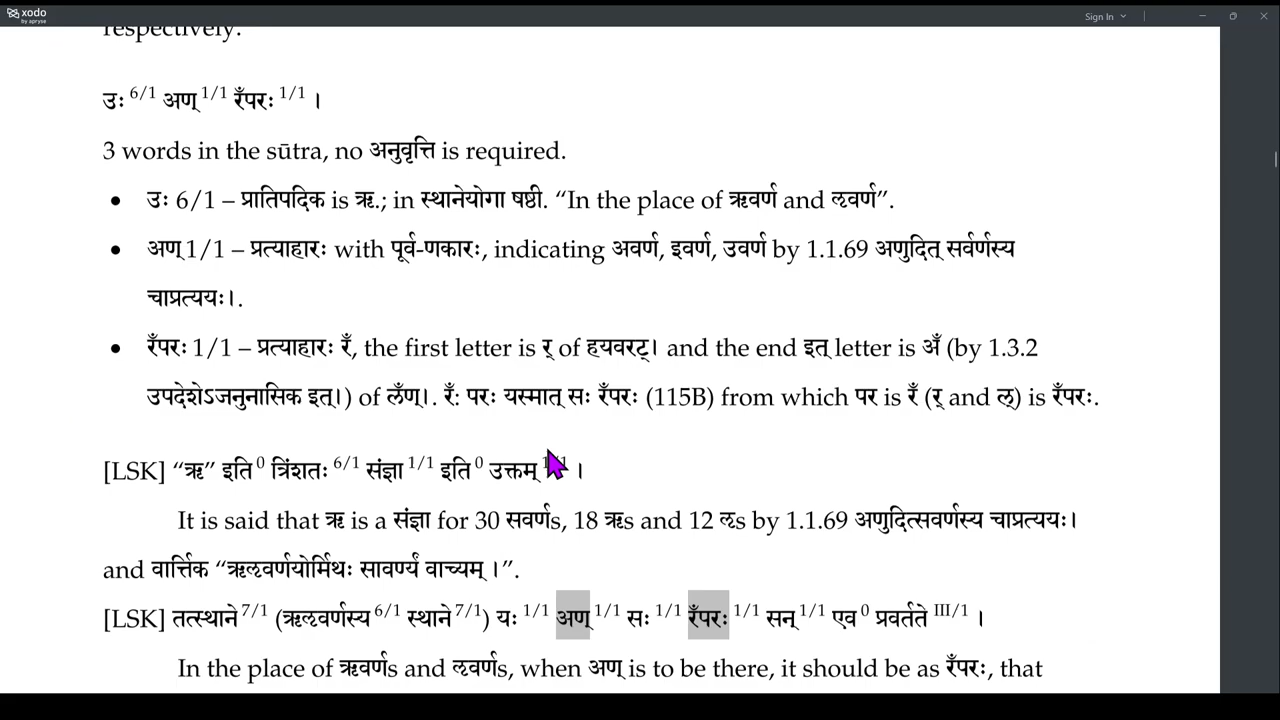 xodo
by apryse
Sign In
respectively.
उः 6/1 अण् 1/1 रँपरः 1/1 ।
3 words in the sūtra, no अनुवृत्ति is required.
• उः 6/1 – प्रातिपदिक is ऋ.; in स्थानेयोगा षष्ठी. “In the place of ऋवर्ण and ऌवर्ण”.
• अण् 1/1 – प्रत्याहारः with पूर्व-णकारः, indicating अवर्ण, इवर्ण, उवर्ण by 1.1.69 अणुदित् सर्वर्णस्य
चाप्रत्ययः।.
• रँपरः 1/1 – प्रत्याहारः रँ, the first letter is र् of हयवरट्। and the end इत् letter is अँ (by 1.3.2
उपदेशेऽजनुनासिक इत्।) of लँण्।. रँ: परः यस्मात् सः रँपरः (115B) from which पर is रँ (र् and ल्) is रँपरः.
[LSK] “ऋ” इति 0 त्रिंशतः 6/1 संज्ञा 1/1 इति 0 उक्तम् ।
It is said that ऋ is a संज्ञा for 30 सवर्णs, 18 ऋs and 12 ऌs by 1.1.69 अणुदित्सवर्णस्य चाप्रत्ययः।
and वार्त्तिक “ऋऌवर्णयोर्मिथः सावर्ण्यं वाच्यम् ।”.
[LSK] तत्स्थाने 7/1 (ऋऌवर्णस्य 6/1 स्थाने 7/1) यः 1/1 अण् 1/1 सः 1/1 रँपरः 1/1 सन् 1/1 एव 0 प्रवर्तते III/1 ।
In the place of ऋवर्णs and ऌवर्णs, when अण् is to be there, it should be as रँपरः, that